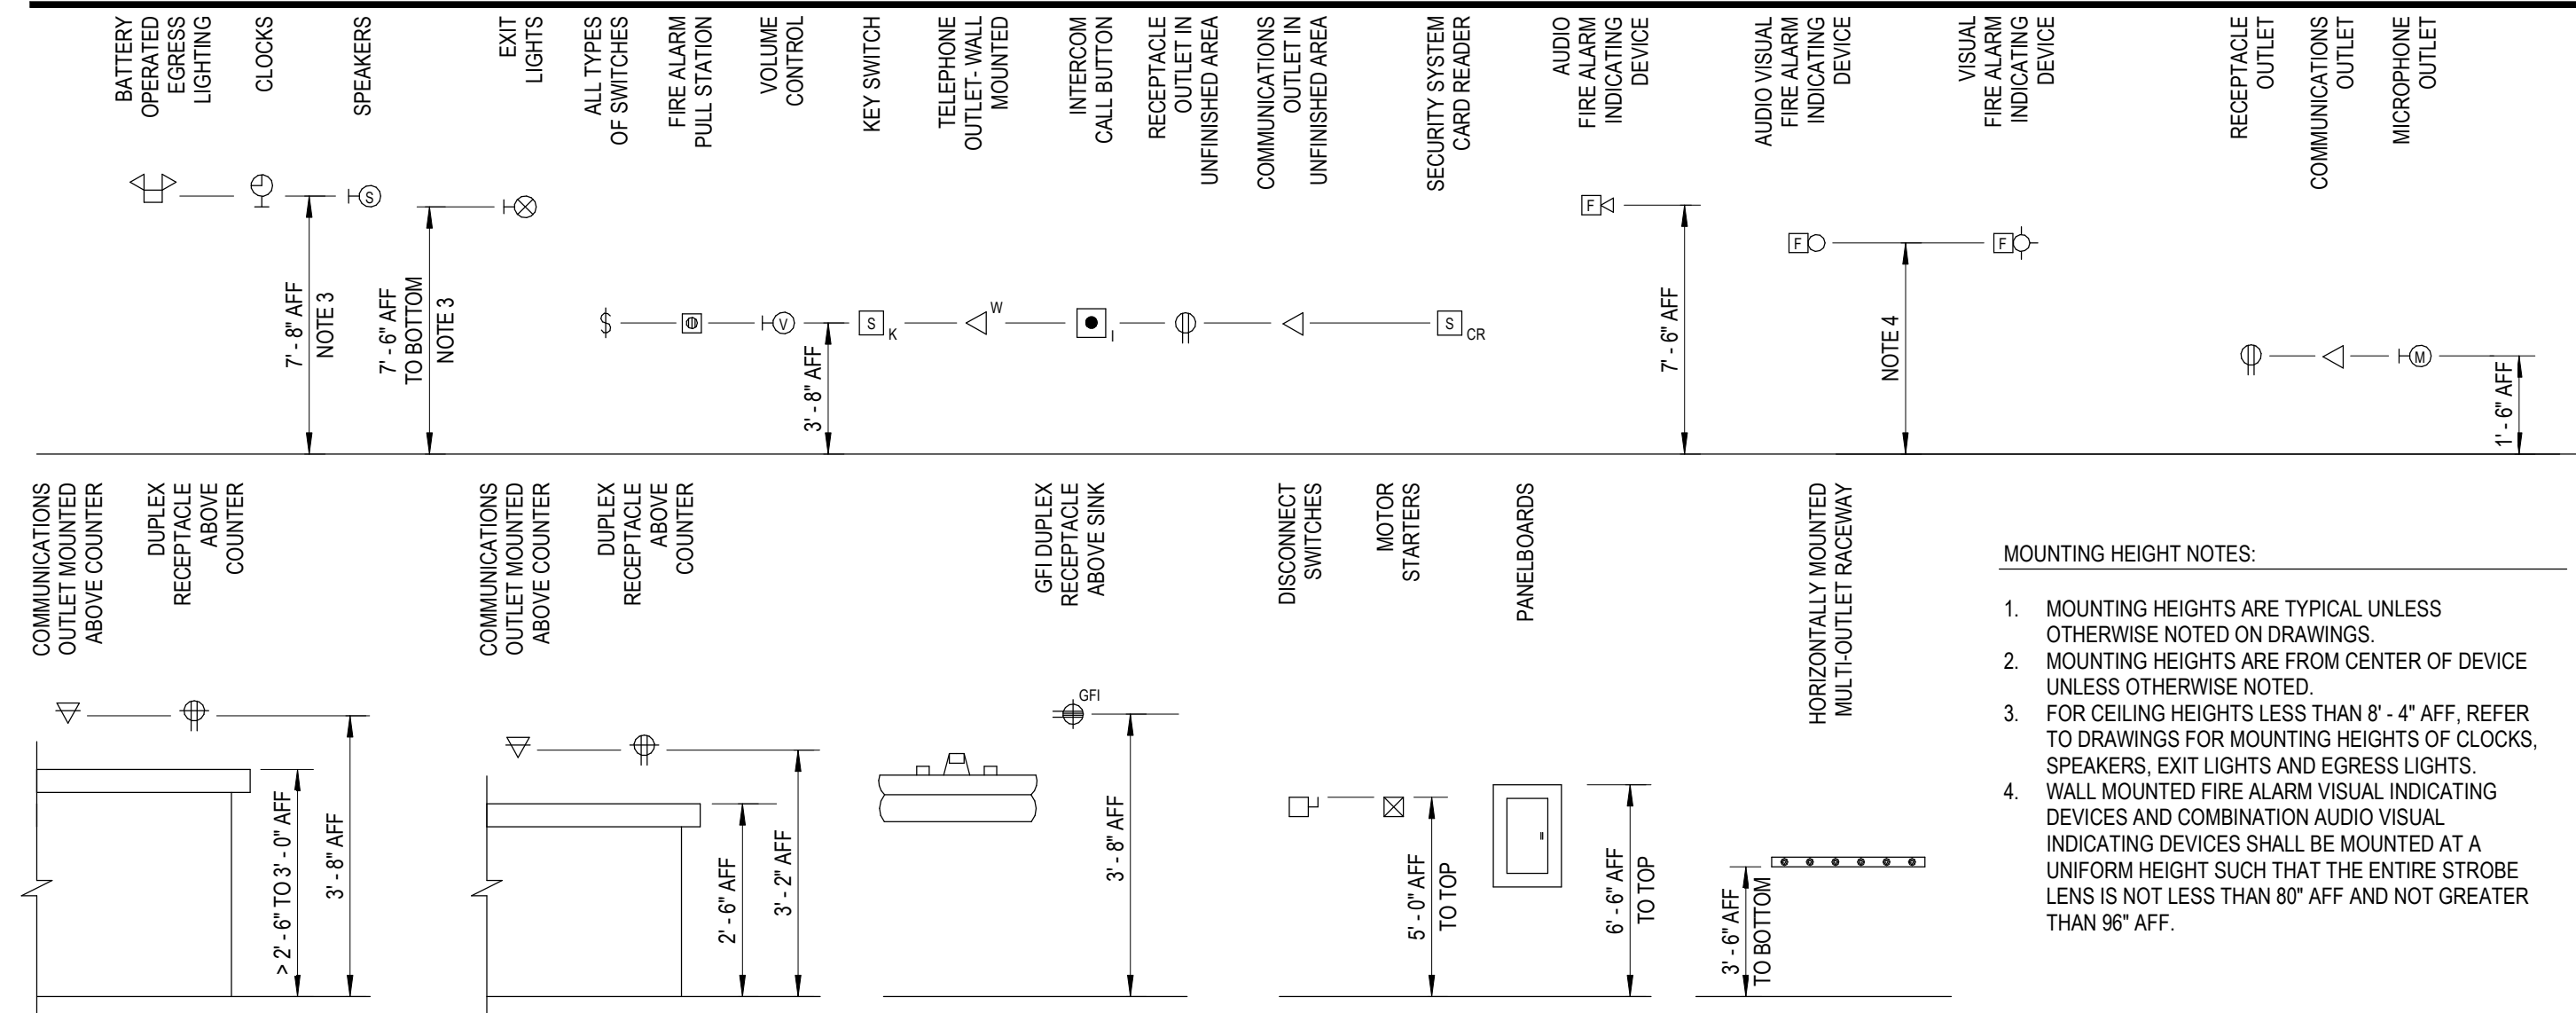 BATTERY
OPERATED
EGRESS
LIGHTING
CLOCKS
SPEAKERS
EXIT
LIGHTS
ALL TYPES
OF SWITCHES
FIRE ALARM
PULL STATION
VOLUME
CONTROL
KEY SWITCH
TELEPHONE
OUTLET- WALL
MOUNTED
INTERCOM
CALL BUTTON
RECEPTACLE
OUTLET IN
UNFINISHED AREA
COMMUNICATIONS
OUTLET IN
UNFINISHED AREA
SECURITY SYSTEM
CARD READER
AUDIO
FIRE ALARM
INDICATING
DEVICE
AUDIO VISUAL
FIRE ALARM
INDICATING
DEVICE
VISUAL
FIRE ALARM
INDICATING
DEVICE
RECEPTACLE
OUTLET
COMMUNICATIONS
OUTLET
MICROPHONE
OUTLET
S
7' - 8" AFF
NOTE 3
7' - 6" AFF
TO BOTTOM
NOTE 3
$
V
3' - 8" AFF
S
K
W
I
S
CR
F
7' - 6" AFF
F
NOTE 4
F
M
1' - 6" AFF
COMMUNICATIONS
OUTLET MOUNTED
ABOVE COUNTER
DUPLEX
RECEPTACLE
ABOVE
COUNTER
> 2' - 6" TO 3' - 0" AFF
3' - 8" AFF
COMMUNICATIONS
OUTLET MOUNTED
ABOVE COUNTER
DUPLEX
RECEPTACLE
ABOVE
COUNTER
2' - 6" AFF
3' - 2" AFF
GFI DUPLEX
RECEPTACLE
ABOVE SINK
GFI
3' - 8" AFF
DISCONNECT
SWITCHES
MOTOR
STARTERS
5' - 0" AFF
TO TOP
PANELBOARDS
6' - 6" AFF
TO TOP
HORIZONTALLY MOUNTED
MULTI-OUTLET RACEWAY
3' - 6" AFF
TO BOTTOM
MOUNTING HEIGHT NOTES:
1. MOUNTING HEIGHTS ARE TYPICAL UNLESS
OTHERWISE NOTED ON DRAWINGS.
2. MOUNTING HEIGHTS ARE FROM CENTER OF DEVICE
UNLESS OTHERWISE NOTED.
3. FOR CEILING HEIGHTS LESS THAN 8' - 4" AFF, REFER
TO DRAWINGS FOR MOUNTING HEIGHTS OF CLOCKS,
SPEAKERS, EXIT LIGHTS AND EGRESS LIGHTS.
4. WALL MOUNTED FIRE ALARM VISUAL INDICATING
DEVICES AND COMBINATION AUDIO VISUAL
INDICATING DEVICES SHALL BE MOUNTED AT A
UNIFORM HEIGHT SUCH THAT THE ENTIRE STROBE
LENS IS NOT LESS THAN 80" AFF AND NOT GREATER
THAN 96" AFF.